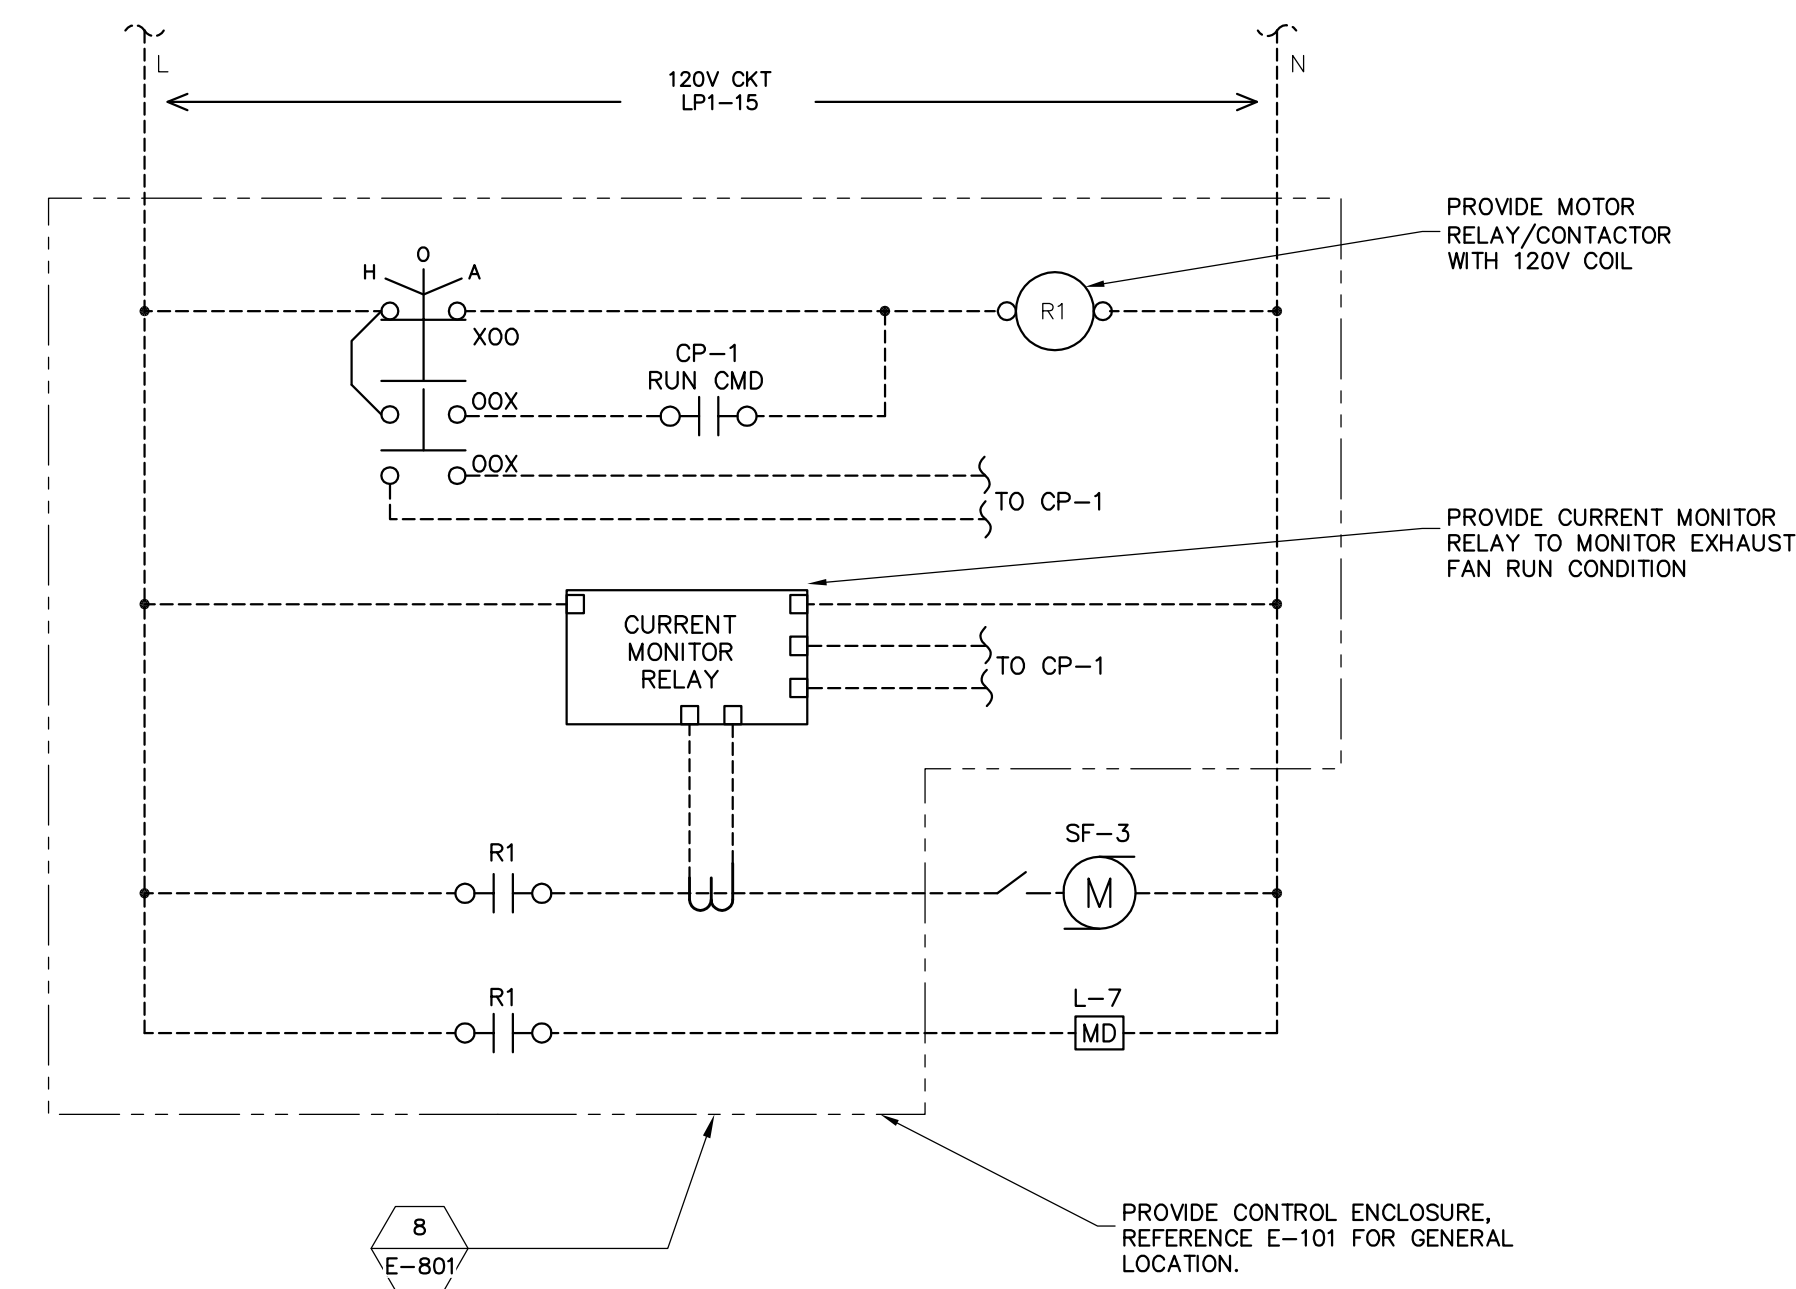 L
N
120V CKT
LP1-15
PROVIDE MOTOR
RELAY/CONTACTOR
WITH 120V COIL
O
H
A
R1
XOO
CP-1
RUN CMD
OOX
OOX
TO CP-1
PROVIDE CURRENT MONITOR
RELAY TO MONITOR EXHAUST
FAN RUN CONDITION
CURRENT
MONITOR
RELAY
TO CP-1
SF-3
R1
M
R1
L-7
MD
8
E-801
PROVIDE CONTROL ENCLOSURE,
REFERENCE E-101 FOR GENERAL
LOCATION.